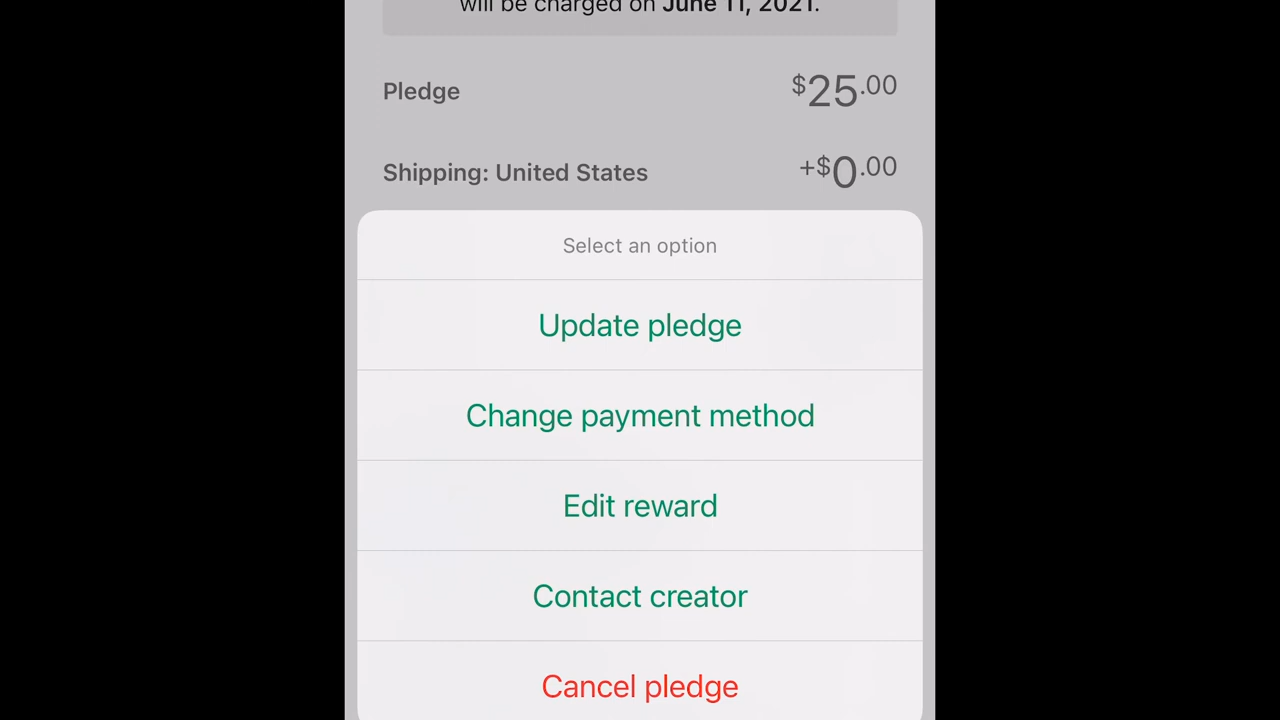 will be charged on June 11, 2021.
Pledge $25.00
Shipping: United States +$0.00
Select an option
Update pledge
Change payment method
Edit reward
Contact creator
Cancel pledge